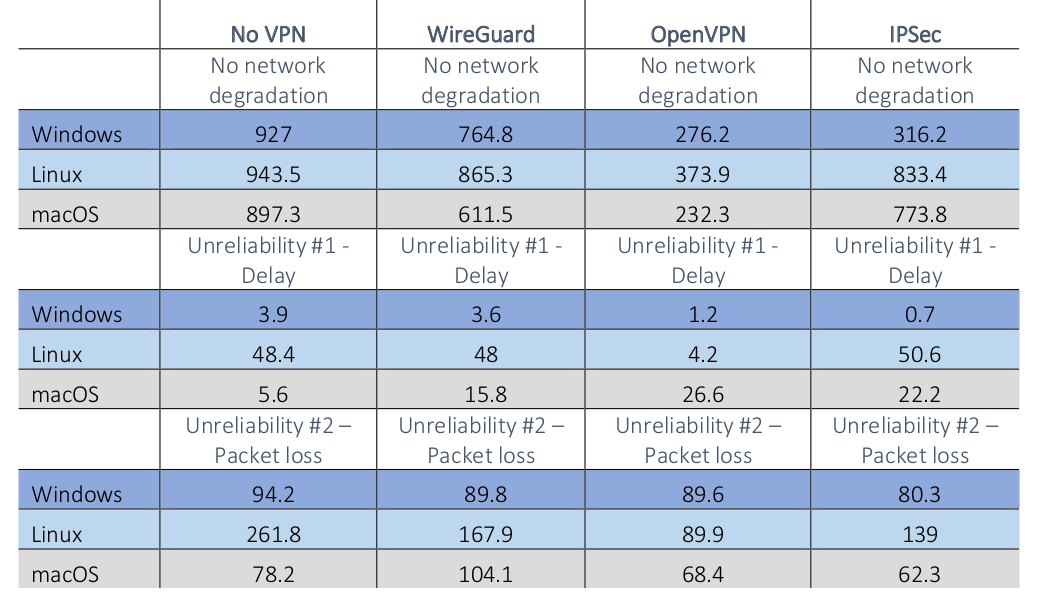 No VPN WireGuard OpenVPN IPSec
No network No network No network No network
degradation degradation degradation degradation
Windows 927 764.8 276.2 316.2
Linux 943.5 865.3 373.9 833.4
macOS 897.3 611.5 232.3 773.8
Unreliability #1 - Unreliability #1 - Unreliability #1 - Unreliability #1 -
Delay Delay Delay Delay
Windows 3.9 3.6 1.2 0.7
Linux 48.4 48 4.2 50.6
macOS 5.6 15.8 26.6 22.2
Unreliability #2 – Unreliability #2 – Unreliability #2 – Unreliability #2 –
Packet loss Packet loss Packet loss Packet loss
Windows 94.2 89.8 89.6 80.3
Linux 261.8 167.9 89.9 139
macOS 78.2 104.1 68.4 62.3